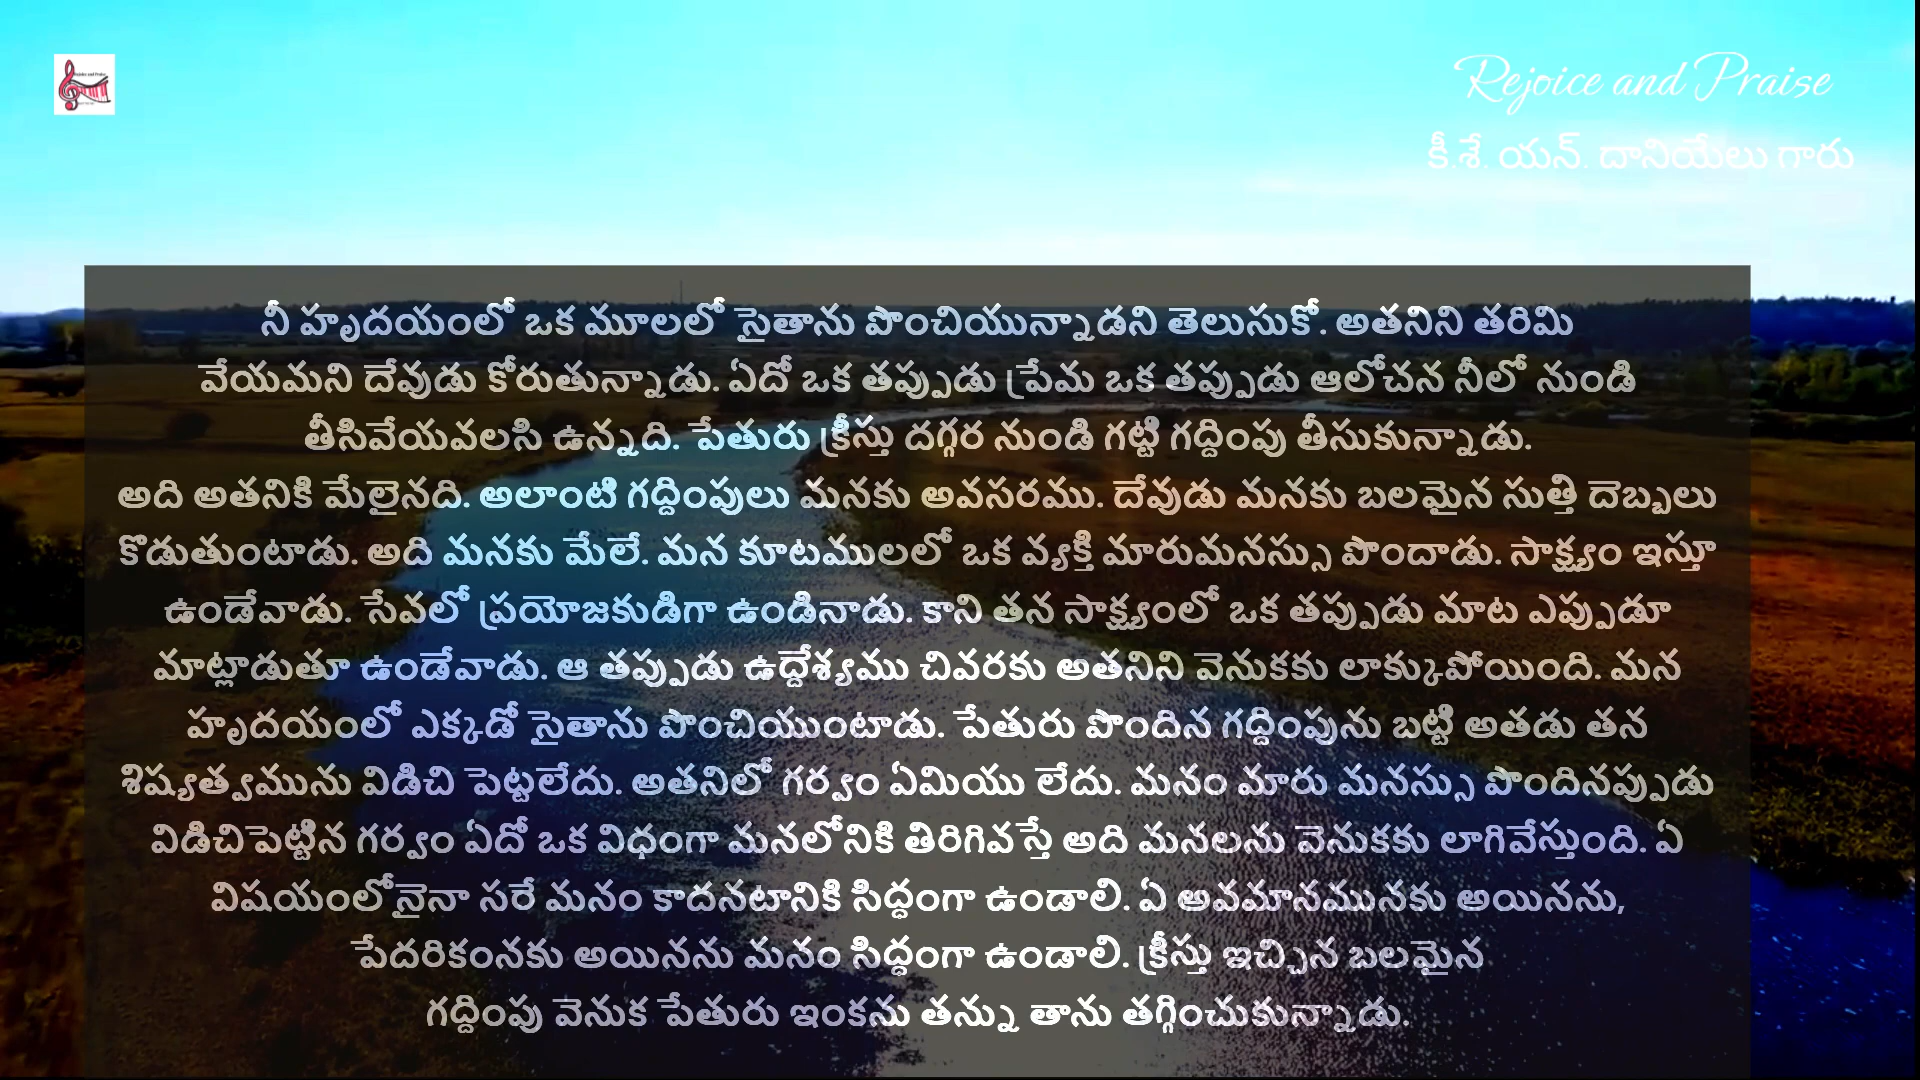 Rejoice and Praise
కీ.శే. యన్. దానియేలు గారు
నీ హృదయంలో ఒక మూలలో సైతాను పొంచియున్నాడని తెలుసుకో. అతనిని తరిమి
వేయమని దేవుడు కోరుతున్నాడు. ఏదో ఒక తప్పుడు ప్రేమ ఒక తప్పుడు ఆలోచన నీలో నుండి
తీసివేయవలసి ఉన్నది. పేతురు క్రీస్తు దగ్గర నుండి గట్టి గద్దింపు తీసుకున్నాడు.
అది అతనికి మేలైనది. అలాంటి గద్దింపులు మనకు అవసరము. దేవుడు మనకు బలమైన సుత్తి దెబ్బలు
కొడుతుంటాడు. అది మనకు మేలే. మన కూటములలో ఒక వ్యక్తి మారుమనస్సు పొందాడు. సాక్ష్యం ఇస్తూ
ఉండేవాడు. సేవలో ప్రయోజకుడిగా ఉండినాడు. కాని తన సాక్ష్యంలో ఒక తప్పుడు మాట ఎప్పుడూ
మాట్లాడుతూ ఉండేవాడు. ఆ తప్పుడు ఉద్దేశ్యము చివరకు అతనిని వెనుకకు లాక్కుపోయింది. మన
హృదయంలో ఎక్కడో సైతాను పొంచియుంటాడు. పేతురు పొందిన గద్దింపును బట్టి అతడు తన
శిష్యత్వమును విడిచి పెట్టలేదు. అతనిలో గర్వం ఏమియు లేదు. మనం మారు మనస్సు పొందినప్పుడు
విడిచిపెట్టిన గర్వం ఏదో ఒక విధంగా మనలోనికి తిరిగివస్తే అది మనలను వెనుకకు లాగివేస్తుంది. ఏ
విషయంలోనైనా సరే మనం కాదనటానికి సిద్ధంగా ఉండాలి. ఏ అవమానమునకు అయినను,
పేదరికంనకు అయినను మనం సిద్ధంగా ఉండాలి. క్రీస్తు ఇచ్చిన బలమైన
గద్దింపు వెనుక పేతురు ఇంకను తన్ను తాను తగ్గించుకున్నాడు.